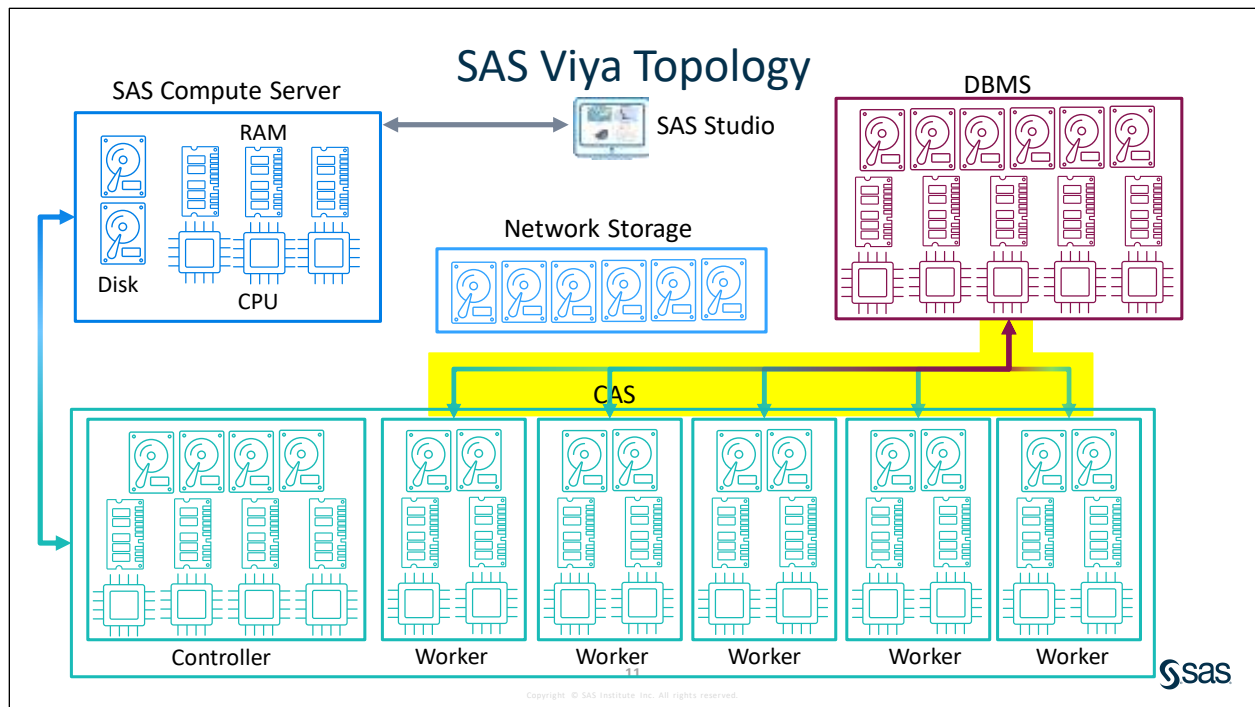 SAS Viya Topology
SAS Compute Server
DBMS
RAM
SAS Studio
Network Storage
Disk
CPU
CAS
Controller
Worker
Worker
Worker
Worker
Worker
11
Copyright © SAS Institute Inc. All rights reserved.
sas